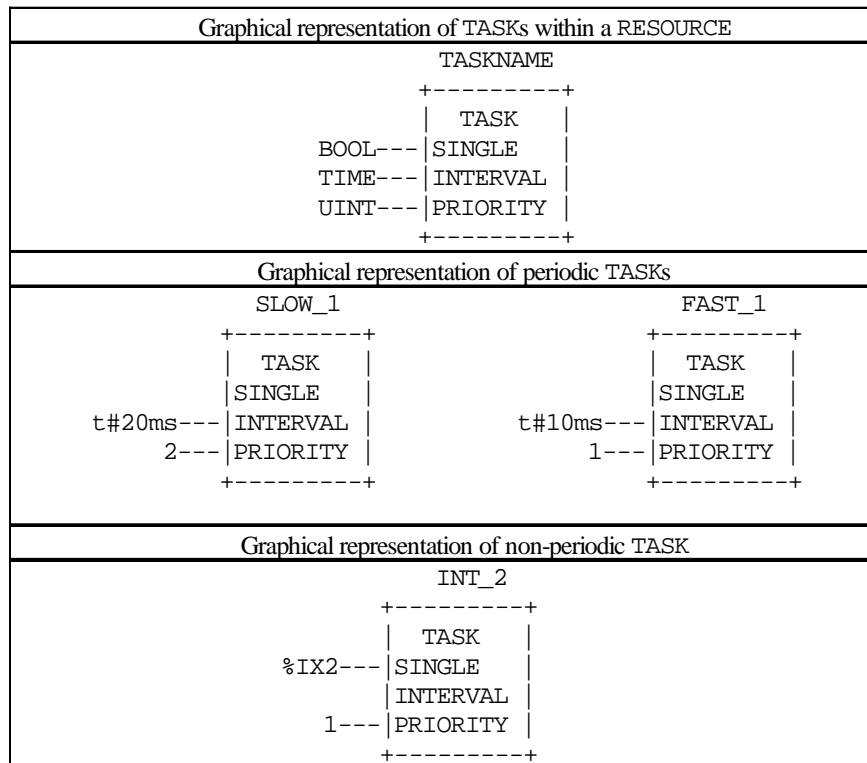 Graphical representation of TASKs within a RESOURCE
TASKNAME
+---------+
| TASK |
BOOL---|SINGLE |
TIME---|INTERVAL |
UINT---|PRIORITY |
+---------+
Graphical representation of periodic TASKs
SLOW_1 FAST_1
+---------+ +---------+
| TASK | | TASK |
|SINGLE | |SINGLE |
t#20ms---|INTERVAL | t#10ms---|INTERVAL |
2---|PRIORITY | 1---|PRIORITY |
+---------+ +---------+
Graphical representation of non-periodic TASK
INT_2
+---------+
| TASK |
%IX2---|SINGLE |
|INTERVAL |
1---|PRIORITY |
+---------+